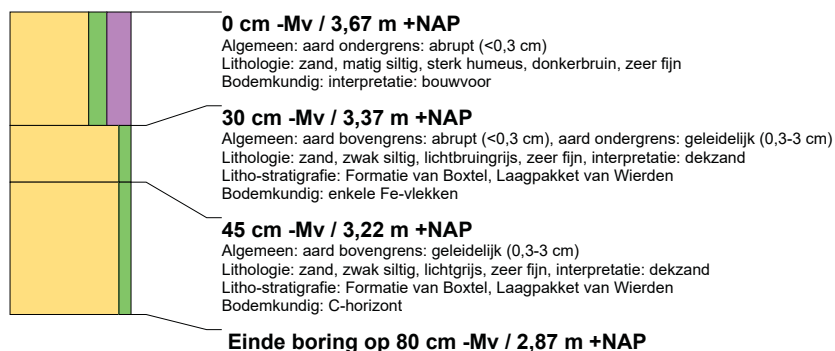 0 cm -Mv / 3,67 m +NAP
Algemeen: aard ondergrens: abrupt (<0,3 cm)
Lithologie: zand, matig siltig, sterk humeus, donkerbruin, zeer fijn
Bodemkundig: interpretatie: bouwvoor
30 cm -Mv / 3,37 m +NAP
Algemeen: aard bovengrens: abrupt (<0,3 cm), aard ondergrens: geleidelijk (0,3-3 cm)
Lithologie: zand, zwak siltig, lichtbruingrijs, zeer fijn, interpretatie: dekzand
Litho-stratigrafie: Formatie van Boxtel, Laagpakket van Wierden
Bodemkundig: enkele Fe-vlekken
45 cm -Mv / 3,22 m +NAP
Algemeen: aard bovengrens: geleidelijk (0,3-3 cm)
Lithologie: zand, zwak siltig, lichtgrijs, zeer fijn, interpretatie: dekzand
Litho-stratigrafie: Formatie van Boxtel, Laagpakket van Wierden
Bodemkundig: C-horizont
Einde boring op 80 cm -Mv / 2,87 m +NAP